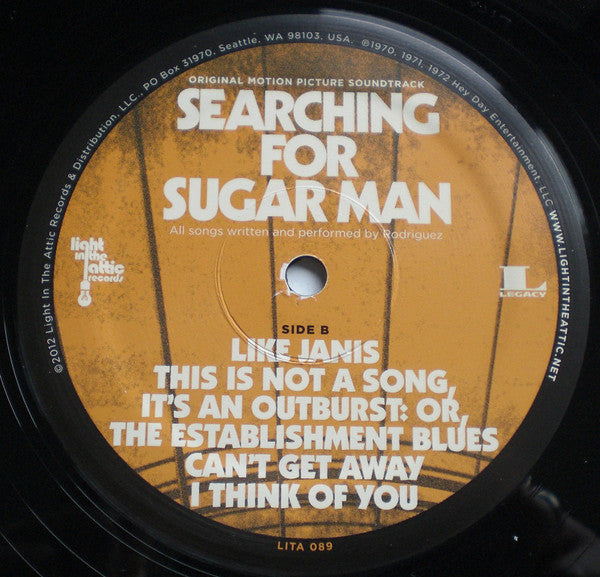 ©2012 Light In The Attic Records & Distribution, LLC., PO Box 31970. Seattle, WA 98103. USA. ℗1970, 1971, 1972 Hey Day Entertainment, LLC WWW.LIGHTINTHEATTIC.NET
ORIGINAL MOTION PICTURE SOUNDTRACK
SEARCHING
FOR
SUGAR MAN
All songs written and performed by Rodriguez
light
in the
attic
records
L
LEGACY
SIDE B
LIKE JANIS
THIS IS NOT A SONG,
IT'S AN OUTBURST: OR,
THE ESTABLISHMENT BLUES
CAN'T GET AWAY
I THINK OF YOU
LITA 089